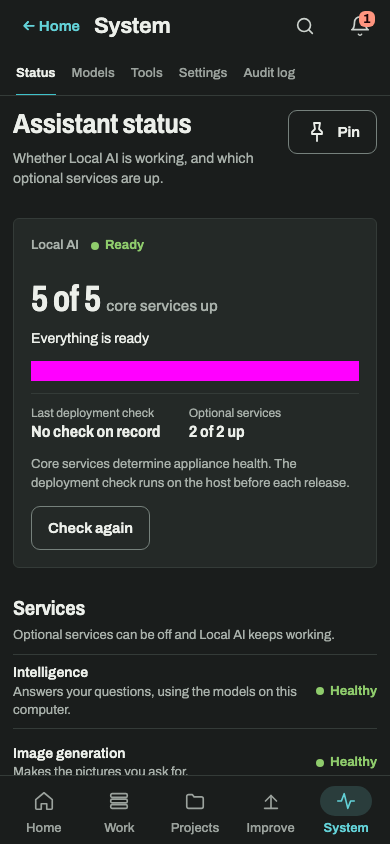 ← Home System 1
Status Models Tools Settings Audit log
Assistant status
Pin
Whether Local AI is working, and which
optional services are up.
Local AI Ready
5 of 5 core services up
Everything is ready
Last deployment check Optional services
No check on record 2 of 2 up
Core services determine appliance health. The
deployment check runs on the host before each release.
Check again
Services
Optional services can be off and Local AI keeps working.
Intelligence
Answers your questions, using the models on this
computer.
Healthy
Image generation
Makes the pictures you ask for.
Healthy
Home Work Projects Improve System